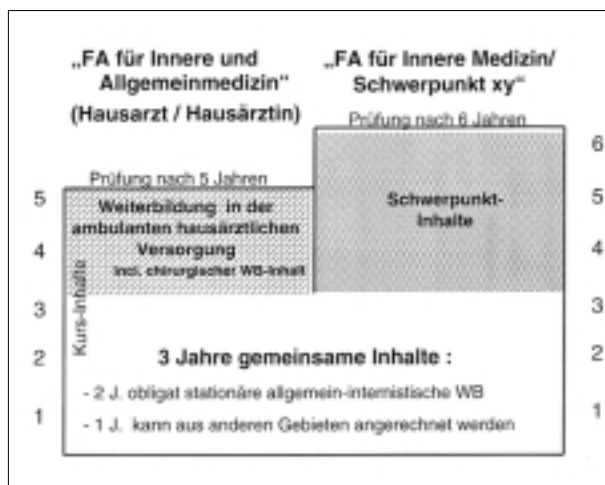 „FA für Innere und
Allgemeinmedizin“
(Hausarzt / Hausärztin)
„FA für Innere Medizin/
Schwerpunkt xy“
Prüfung nach 6 Jahren
6
Prüfung nach 5 Jahren
5
Weiterbildung in der
ambulanten hausärztlichen
Versorgung
incl. chirurgischer WB-Inhalt
Schwerpunkt-
Inhalte
5
4
4
Kurs-Inhalte
3
3
2
3 Jahre gemeinsame Inhalte :
2
- 2 J. obligat stationäre allgemein-internistische WB
1
- 1 J. kann aus anderen Gebieten angerechnet werden
1